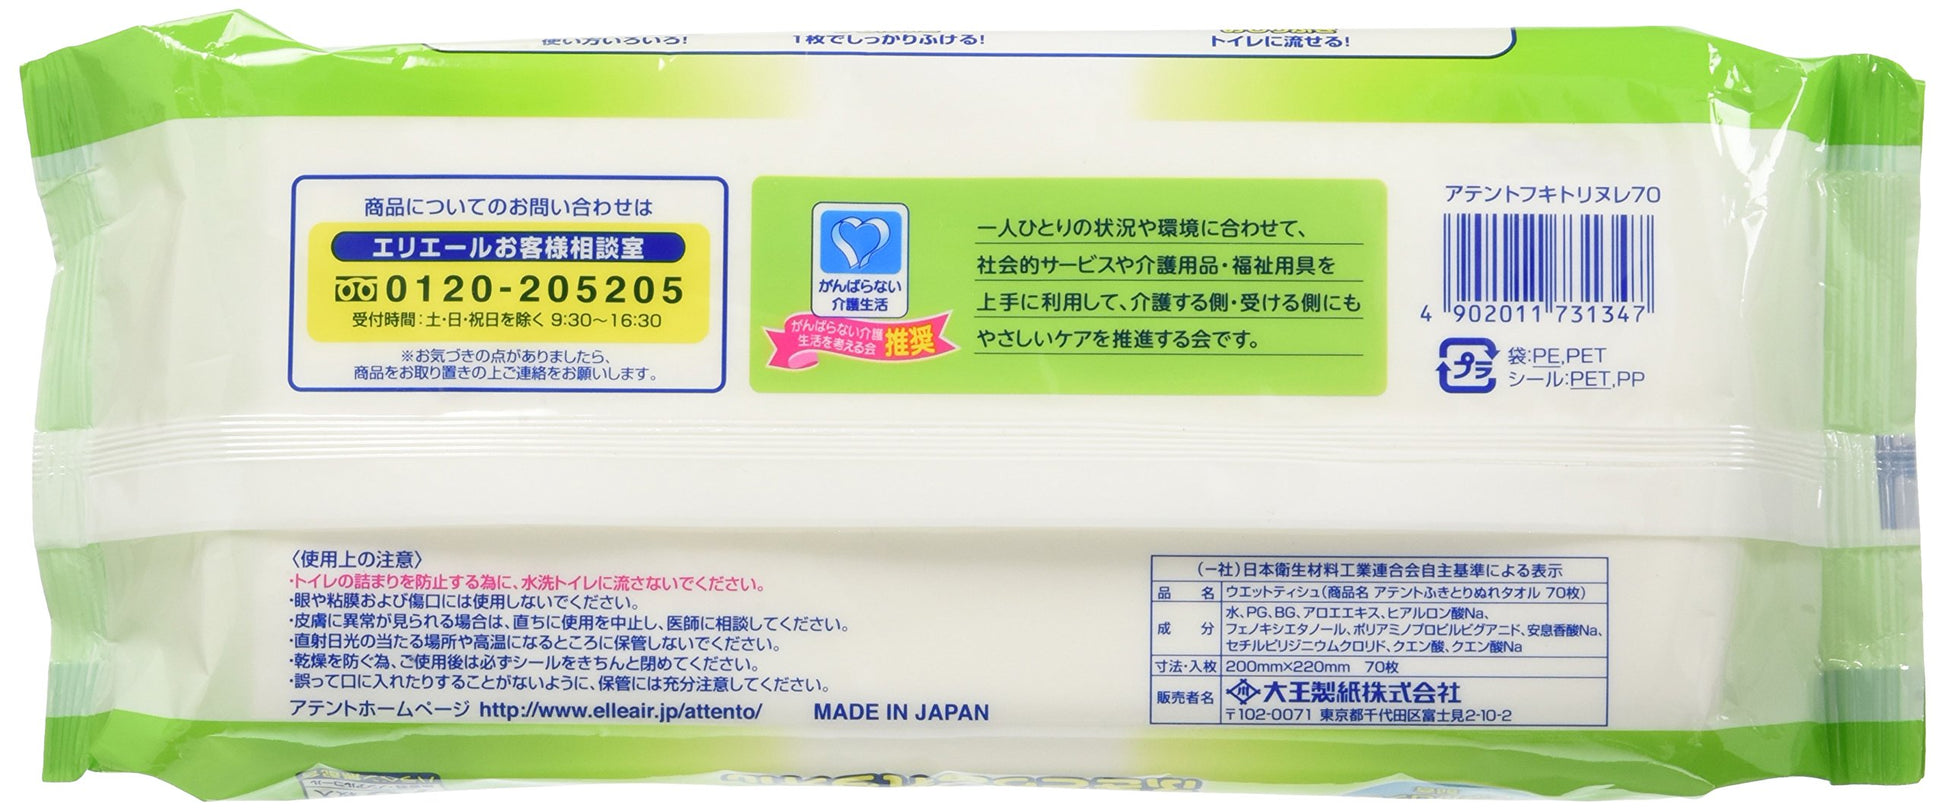 使い方いろいろ!
1枚でしっかりふける!
トイレに流せる!
商品についてのお問い合わせは
エリエールお客様相談室
0120-205205
受付時間:土・日・祝日を除く 9:30～16:30
※お気づきの点がありましたら、
商品をお取り置きの上ご連絡をお願いします。
がんばらない
介護生活
がんばらない介護
生活を考える会
推奨
一人ひとりの状況や環境に合わせて、
社会的サービスや介護用品・福祉用具を
上手に利用して、介護する側・受ける側にも
やさしいケアを推進する会です。
アテントフキトリヌレ70
4 902011 731347
プラ
袋:PE,PET
シール:PET,PP
〈使用上の注意〉
・トイレの詰まりを防止する為に、水洗トイレに流さないでください。
・眼や粘膜および傷口には使用しないでください。
・皮膚に異常が見られる場合は、直ちに使用を中止し、医師に相談してください。
・直射日光の当たる場所や高温になるところに保管しないでください。
・乾燥を防ぐ為、ご使用後は必ずシールをきちんと閉めてください。
・誤って口に入れたりすることがないように、保管には充分注意してください。
アテントホームページ http://www.elleair.jp/attento/ MADE IN JAPAN
(一社)日本衛生材料工業連合会自主基準による表示
品名 ウエットティシュ(商品名 アテントふきとりぬれタオル 70枚)
成分 水、PG、BG、アロエエキス、ヒアルロン酸Na、
フェノキシエタノール、ポリアミノプロピルビグアニド、安息香酸Na、
セチルピリジニウムクロリド、クエン酸、クエン酸Na
寸法・入枚 200mm×220mm 70枚
販売者名 大王製紙株式会社
〒102-0071 東京都千代田区富士見2-10-2